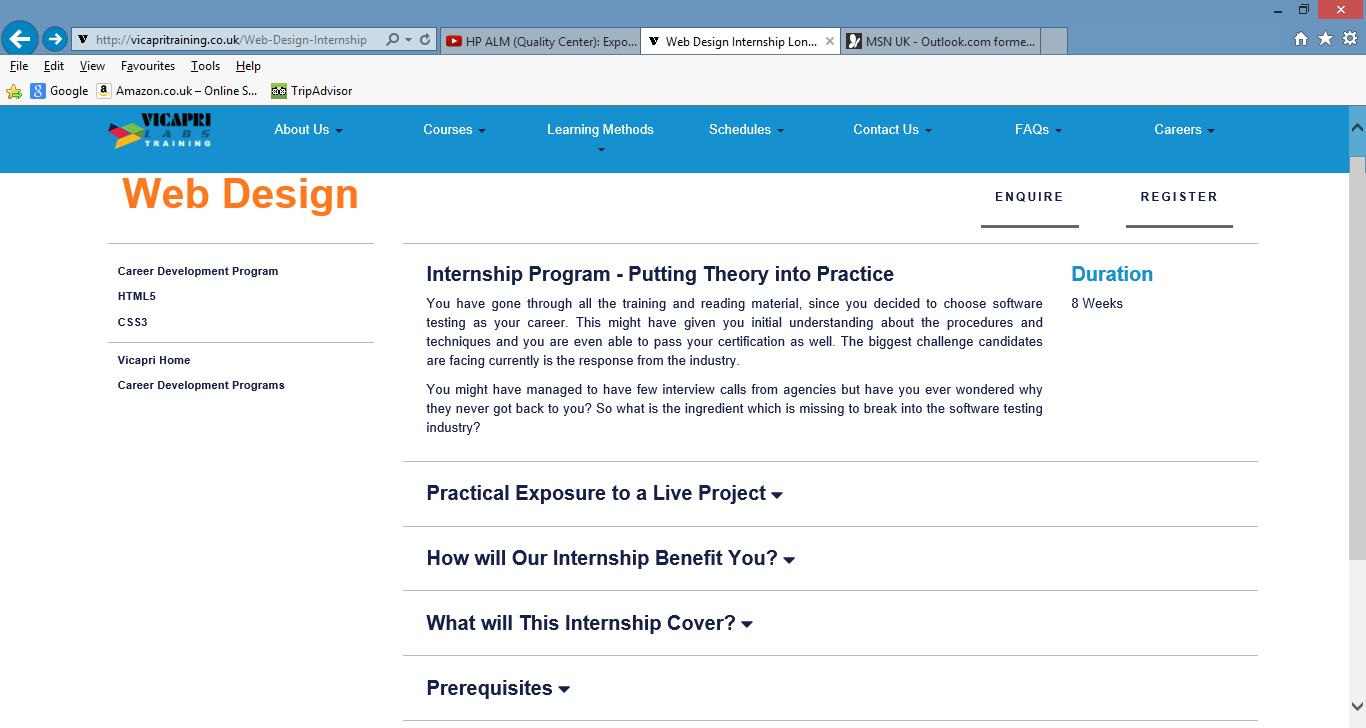 http://vicapritraining.co.uk/Web-Design-Internship
HP ALM (Quality Center): Expo...
Web Design Internship Lon...
MSN UK - Outlook.com forme...
File Edit View Favourites Tools Help
Google Amazon.co.uk – Online S... TripAdvisor
VICAPRI
LABS
TRAINING
About Us Courses Learning Methods Schedules Contact Us FAQs Careers
Web Design
ENQUIRE REGISTER
Career Development Program
HTML5
CSS3
Vicapri Home
Career Development Programs
Internship Program - Putting Theory into Practice
You have gone through all the training and reading material, since you decided to choose software
testing as your career. This might have given you initial understanding about the procedures and
techniques and you are even able to pass your certification as well. The biggest challenge candidates
are facing currently is the response from the industry.
You might have managed to have few interview calls from agencies but have you ever wondered why
they never got back to you? So what is the ingredient which is missing to break into the software testing
industry?
Duration
8 Weeks
Practical Exposure to a Live Project
How will Our Internship Benefit You?
What will This Internship Cover?
Prerequisites